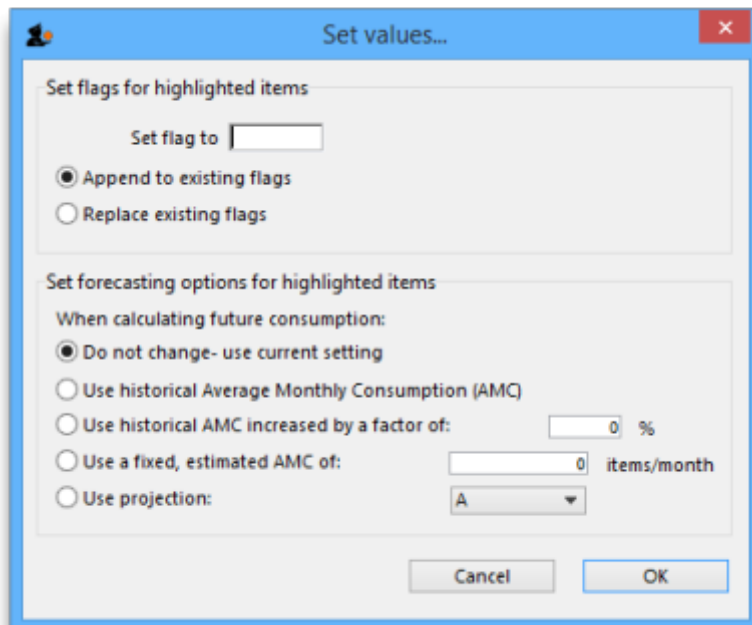 Set values...
Set flags for highlighted items
Set flag to
Append to existing flags
Replace existing flags
Set forecasting options for highlighted items
When calculating future consumption:
Do not change- use current setting
Use historical Average Monthly Consumption (AMC)
Use historical AMC increased by a factor of: 0 %
Use a fixed, estimated AMC of: 0 items/month
Use projection: A
Cancel OK